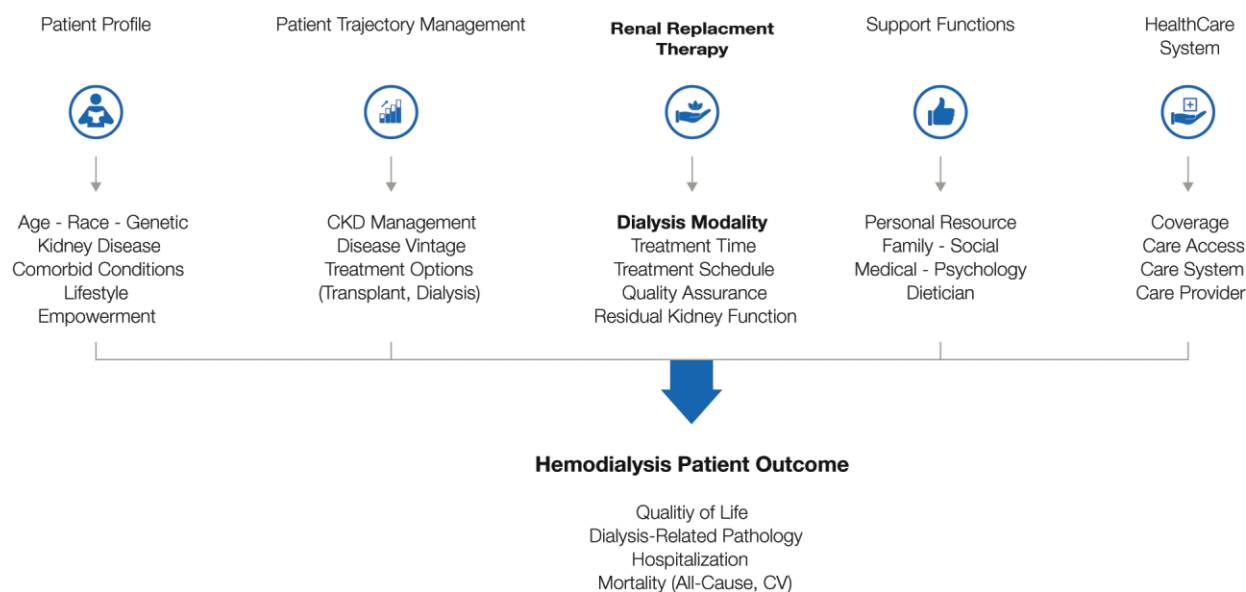 Patient Profile
Patient Trajectory Management
Renal Replacment
Therapy
Support Functions
HealthCare
System
Age - Race - Genetic
Kidney Disease
Comorbid Conditions
Lifestyle
Empowerment
CKD Management
Disease Vintage
Treatment Options
(Transplant, Dialysis)
Dialysis Modality
Treatment Time
Treatment Schedule
Quality Assurance
Residual Kidney Function
Personal Resource
Family - Social
Medical - Psychology
Dietician
Coverage
Care Access
Care System
Care Provider
Hemodialysis Patient Outcome
Qualitiy of Life
Dialysis-Related Pathology
Hospitalization
Mortality (All-Cause, CV)